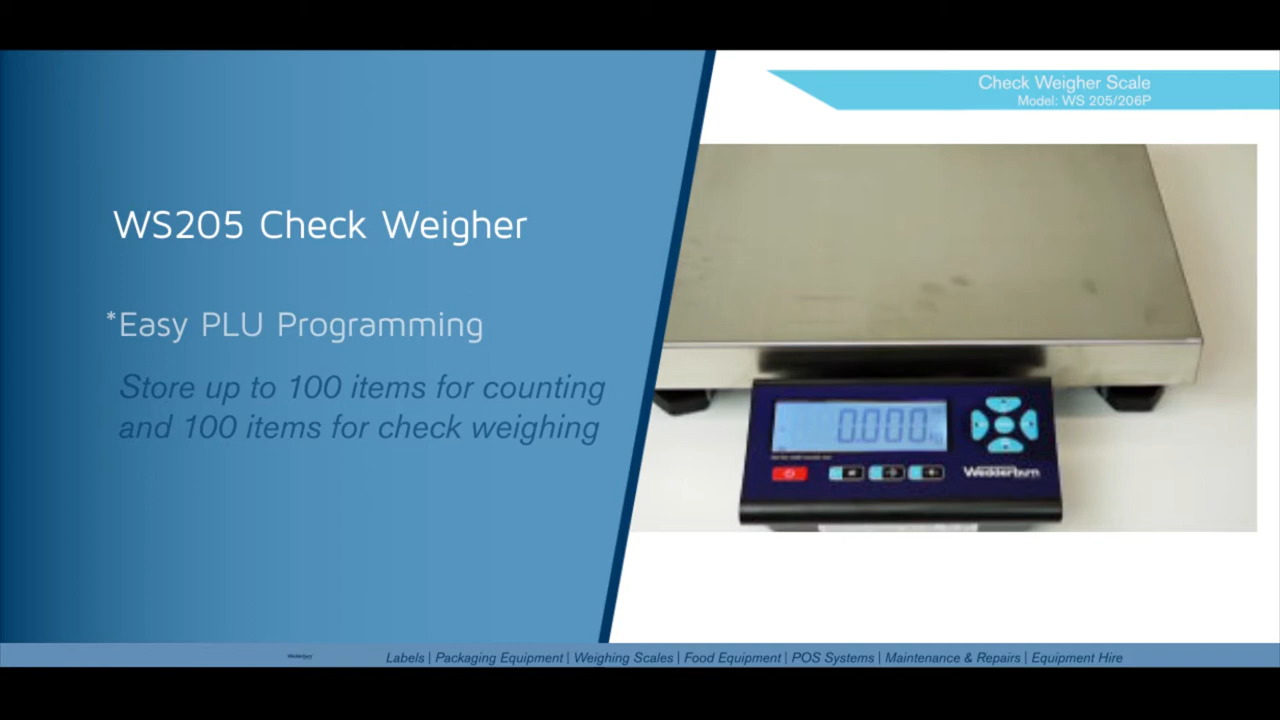 Check Weigher Scale
Model: WS 205/206P
WS205 Check Weigher
*Easy PLU Programming
Store up to 100 items for counting
and 100 items for check weighing
0.000
Wedderburn
Wedderburn
Labels | Packaging Equipment | Weighing Scales | Food Equipment | POS Systems | Maintenance & Repairs | Equipment Hire